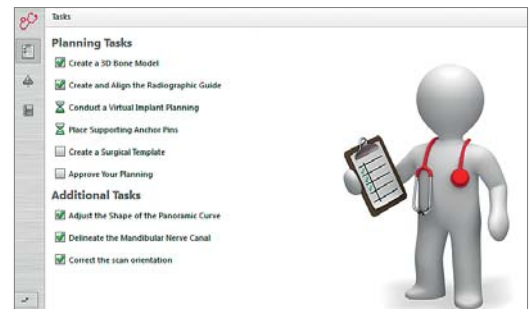 Tasks
Planning Tasks
Create a 3D Bone Model
Create and Align the Radiographic Guide
Conduct a Virtual Implant Planning
Place Supporting Anchor Pins
Create a Surgical Template
Approve Your Planning
Additional Tasks
Adjust the Shape of the Panoramic Curve
Delineate the Mandibular Nerve Canal
Correct the scan orientation